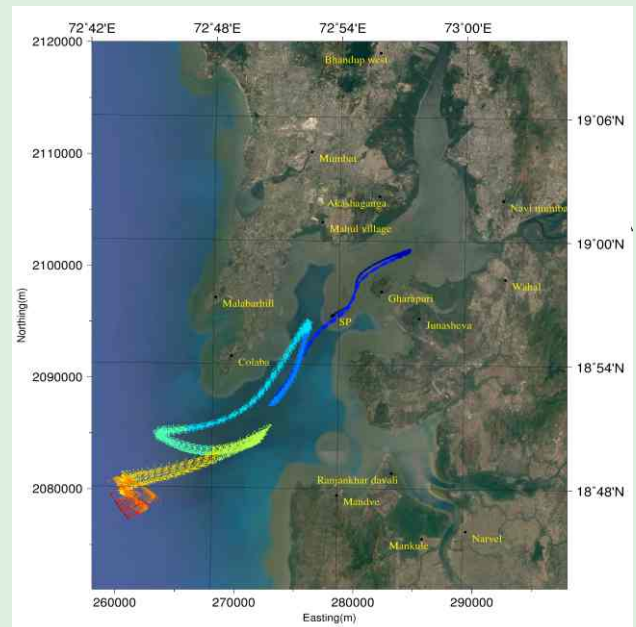 72°42'E 72°48'E 72°54'E 73°00'E
2120000
Bhandup west
19°06'N
2110000
Mumbai
Akashaganga
Navi mumba
Mahul village
19°00'N
2100000
Wahal
Gharapuri
Malabarhill
SP
Junasheva
Northing(m)
Colaba
18°54'N
2090000
Ranjankhar davali
18°48'N
2080000
Mandve
Narvel
Mankule
260000 270000 280000 290000
Easting(m)